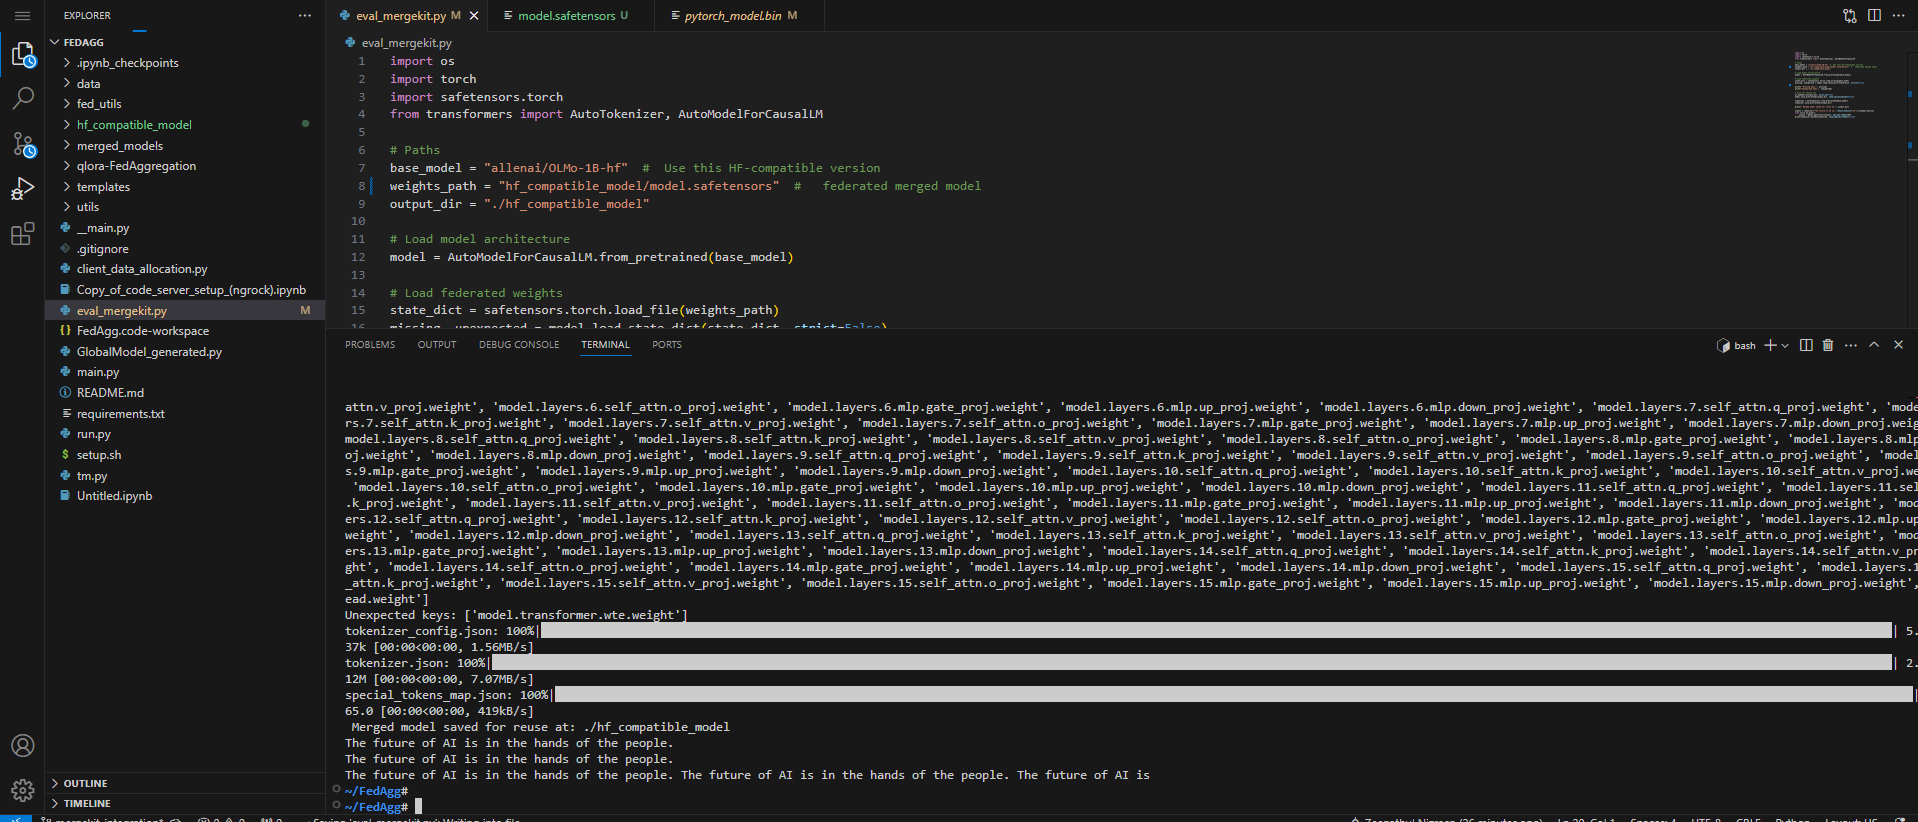 EXPLORER
FEDAGG
.ipynb_checkpoints
data
fed_utils
hf_compatible_model
merged_models
qlora-FedAggregation
templates
utils
__main.py
.gitignore
client_data_allocation.py
Copy_of_code_server_setup_(ngrock).ipynb
eval_mergekit.py M
FedAgg.code-workspace
GlobalModel_generated.py
main.py
README.md
requirements.txt
run.py
setup.sh
tm.py
Untitled.ipynb
OUTLINE
TIMELINE
eval_mergekit.py M
model.safetensors U
pytorch_model.bin M
eval_mergekit.py
1 import os
2 import torch
3 import safetensors.torch
4 from transformers import AutoTokenizer, AutoModelForCausalLM
5
6 # Paths
7 base_model = "allenai/OLMo-1B-hf" # Use this HF-compatible version
8 weights_path = "hf_compatible_model/model.safetensors" # federated merged model
9 output_dir = "./hf_compatible_model"
10
11 # Load model architecture
12 model = AutoModelForCausalLM.from_pretrained(base_model)
13
14 # Load federated weights
15 state_dict = safetensors.torch.load_file(weights_path)
16 missing, unexpected = model.load_state_dict(state_dict, strict=False)
PROBLEMS OUTPUT DEBUG CONSOLE TERMINAL PORTS
bash
attn.v_proj.weight', 'model.layers.6.self_attn.o_proj.weight', 'model.layers.6.mlp.gate_proj.weight', 'model.layers.6.mlp.up_proj.weight', 'model.layers.6.mlp.down_proj.weight', 'model.layers.7.self_attn.q_proj.weight', 'mode
rs.7.self_attn.k_proj.weight', 'model.layers.7.self_attn.v_proj.weight', 'model.layers.7.self_attn.o_proj.weight', 'model.layers.7.mlp.gate_proj.weight', 'model.layers.7.mlp.up_proj.weight', 'model.layers.7.mlp.down_proj.weigh
model.layers.8.self_attn.q_proj.weight', 'model.layers.8.self_attn.k_proj.weight', 'model.layers.8.self_attn.v_proj.weight', 'model.layers.8.self_attn.o_proj.weight', 'model.layers.8.mlp.gate_proj.weight', 'model.layers.8.mlp
oj.weight', 'model.layers.8.mlp.down_proj.weight', 'model.layers.9.self_attn.q_proj.weight', 'model.layers.9.self_attn.k_proj.weight', 'model.layers.9.self_attn.v_proj.weight', 'model.layers.9.self_attn.o_proj.weight', 'mode
s.9.mlp.gate_proj.weight', 'model.layers.9.mlp.up_proj.weight', 'model.layers.9.mlp.down_proj.weight', 'model.layers.10.self_attn.q_proj.weight', 'model.layers.10.self_attn.k_proj.weight', 'model.layers.10.self_attn.v_proj.we
'model.layers.10.self_attn.o_proj.weight', 'model.layers.10.mlp.gate_proj.weight', 'model.layers.10.mlp.up_proj.weight', 'model.layers.10.mlp.down_proj.weight', 'model.layers.11.self_attn.q_proj.weight', 'model.layers.11.sel
.k_proj.weight', 'model.layers.11.self_attn.v_proj.weight', 'model.layers.11.self_attn.o_proj.weight', 'model.layers.11.mlp.gate_proj.weight', 'model.layers.11.mlp.up_proj.weight', 'model.layers.11.mlp.down_proj.weight', 'mod
ers.12.self_attn.q_proj.weight', 'model.layers.12.self_attn.k_proj.weight', 'model.layers.12.self_attn.v_proj.weight', 'model.layers.12.self_attn.o_proj.weight', 'model.layers.12.mlp.gate_proj.weight', 'model.layers.12.mlp.up
weight', 'model.layers.12.mlp.down_proj.weight', 'model.layers.13.self_attn.q_proj.weight', 'model.layers.13.self_attn.k_proj.weight', 'model.layers.13.self_attn.v_proj.weight', 'model.layers.13.self_attn.o_proj.weight', 'mod
ers.13.mlp.gate_proj.weight', 'model.layers.13.mlp.up_proj.weight', 'model.layers.13.mlp.down_proj.weight', 'model.layers.14.self_attn.q_proj.weight', 'model.layers.14.self_attn.k_proj.weight', 'model.layers.14.self_attn.v_pr
ght', 'model.layers.14.self_attn.o_proj.weight', 'model.layers.14.mlp.gate_proj.weight', 'model.layers.14.mlp.up_proj.weight', 'model.layers.14.mlp.down_proj.weight', 'model.layers.15.self_attn.q_proj.weight', 'model.layers.1
_attn.k_proj.weight', 'model.layers.15.self_attn.v_proj.weight', 'model.layers.15.self_attn.o_proj.weight', 'model.layers.15.mlp.gate_proj.weight', 'model.layers.15.mlp.up_proj.weight', 'model.layers.15.mlp.down_proj.weight',
ead.weight']
Unexpected keys: ['model.transformer.wte.weight']
tokenizer_config.json: 100%| | 5.
37k [00:00<00:00, 1.56MB/s]
tokenizer.json: 100%| | 2.
12M [00:00<00:00, 7.07MB/s]
special_tokens_map.json: 100%| |
65.0 [00:00<00:00, 419kB/s]
Merged model saved for reuse at: ./hf_compatible_model
The future of AI is in the hands of the people.
The future of AI is in the hands of the people.
The future of AI is in the hands of the people. The future of AI is in the hands of the people. The future of AI is
~/FedAgg#
~/FedAgg#